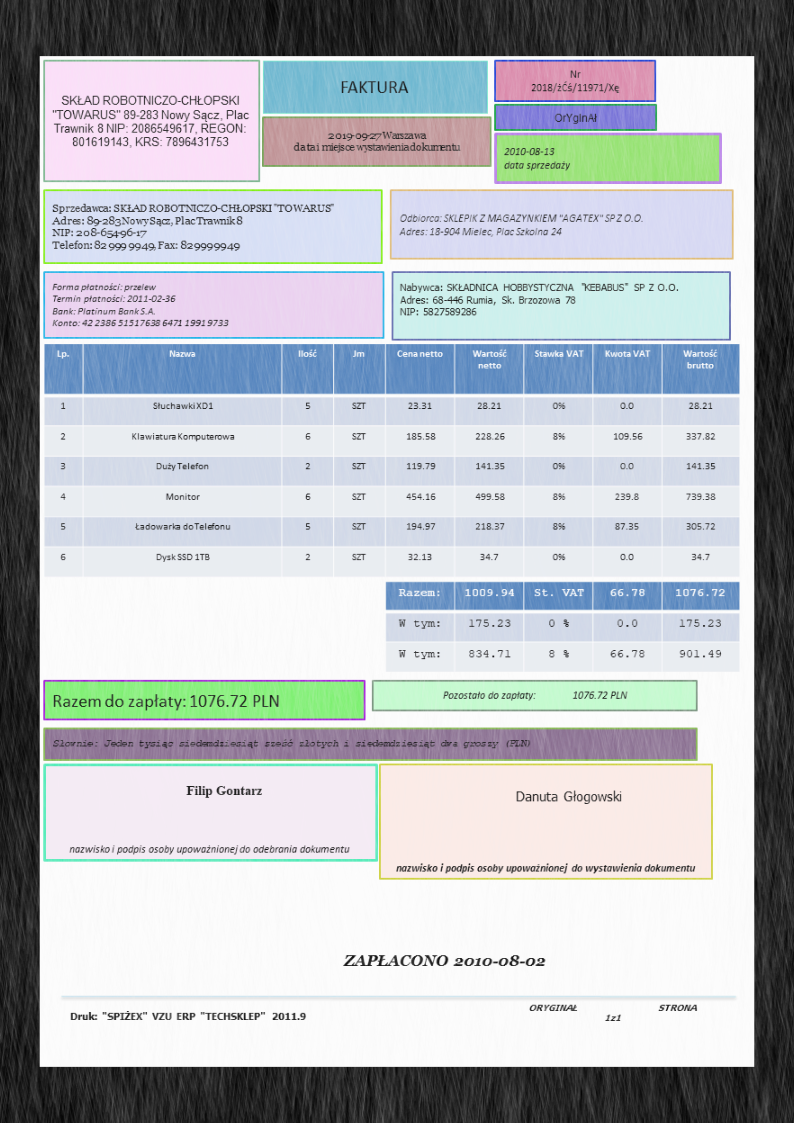 SKŁAD ROBOTNICZO-CHŁOPSKI
"TOWARUS" 89-283 Nowy Sącz, Plac
Trawnik 8 NIP: 2086549617, REGON:
801619143, KRS: 7896431753
FAKTURA
2019-09-27 Warszawa
data i miejsce wystawienia dokumentu
Nr
2018/żĆś/11971/Xę
OrYgInAł
2010-08-13
data sprzedaży
Sprzedawca: SKŁAD ROBOTNICZO-CHŁOPSKI "TOWARUS"
Adres: 89-283 Nowy Sącz, Plac Trawnik 8
NIP: 208-654-96-17
Telefon: 82 999 9949, Fax: 829999949
Odbiorca: SKLEPIK Z MAGAZYNKIEM "AGATEX" SP Z O.O.
Adres: 18-904 Mielec, Plac Szkolna 24
Forma płatności: przelew
Termin płatności: 2011-02-36
Bank: Platinum Bank S.A.
Konto: 42 2386 5151 7638 6471 1991 9733
Nabywca: SKŁADNICA HOBBYSTYCZNA "KEBABUS" SP Z O.O.
Adres: 68-446 Rumia, Sk. Brzozowa 78
NIP: 5827589286
Lp. Nazwa Ilość Jm Cena netto Wartość netto Stawka VAT Kwota VAT Wartość brutto
1 Słuchawki XD1 5 SZT 23.31 28.21 0% 0.0 28.21
2 Klawiatura Komputerowa 6 SZT 185.58 228.26 8% 109.56 337.82
3 Duży Telefon 2 SZT 119.79 141.35 0% 0.0 141.35
4 Monitor 6 SZT 454.16 499.58 8% 239.8 739.38
5 Ładowarka do Telefonu 5 SZT 194.97 218.37 8% 87.35 305.72
6 Dysk SSD 1TB 2 SZT 32.13 34.7 0% 0.0 34.7
Razem: 1009.94 St. VAT 66.78 1076.72
W tym: 175.23 0 % 0.0 175.23
W tym: 834.71 8 % 66.78 901.49
Razem do zapłaty: 1076.72 PLN
Pozostało do zapłaty: 1076.72 PLN
Słownie: Jeden tysiąc siedemdziesiąt sześć złotych i siedemdziesiąt dwa groszy (PLN)
Filip Gontarz
nazwisko i podpis osoby upoważnionej do odebrania dokumentu
Danuta Głogowski
nazwisko i podpis osoby upoważnionej do wystawienia dokumentu
ZAPŁACONO 2010-08-02
Druk: "SPIŻEX" VZU ERP "TECHSKLEP" 2011.9
ORYGINAŁ STRONA
1z1